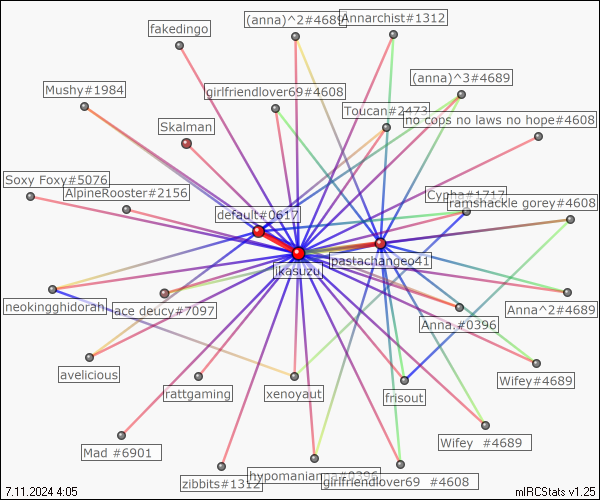 fakedingo
(anna)^2#4689
Annarchist#1312
Mushy#1984
girlfriendlover69#4608
(anna)^3#4689
Toucan#2473
no cops no laws no hope#4608
Skalman
Soxy Foxy#5076
AlpineRooster#2156
Cypha#1717
ramshackle gorey#4608
default#0617
ikasuzu
pastachangeo41
neokingghidorah
ace deucy#7097
Anna.#0396
Anna^2#4689
avelicious
rattgaming
xenoyaut
frisout
Wifey#4689
Mad #6901
Wifey #4689
zibbits#1312
hypomanianna#0396
girlfriendlover69 #4608
7.11.2024 4:05
mIRCStats v1.25